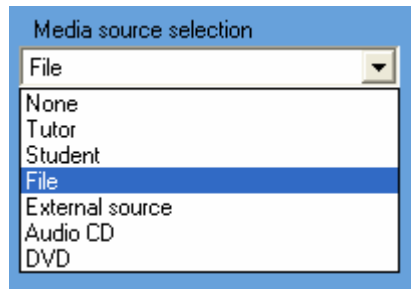 Media source selection
File
None
Tutor
Student
File
External source
Audio CD
DVD